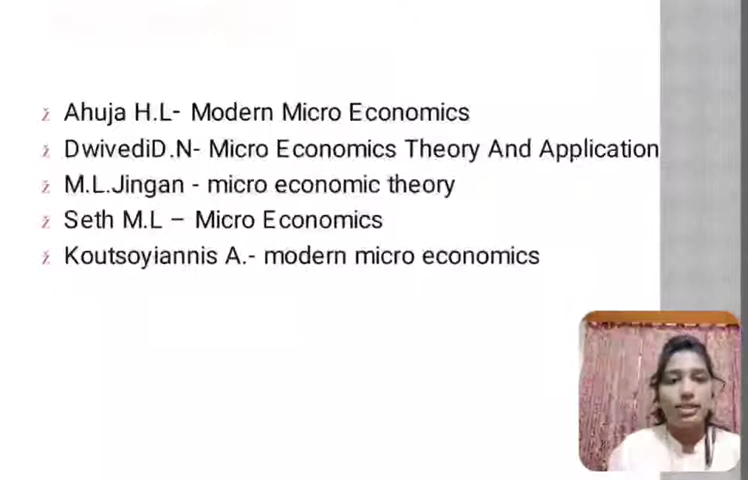 Ahuja H.L- Modern Micro Economics
DwivediD.N- Micro Economics Theory And Application
M.L.Jingan - micro economic theory
Seth M.L – Micro Economics
Koutsoyiannis A.- modern micro economics